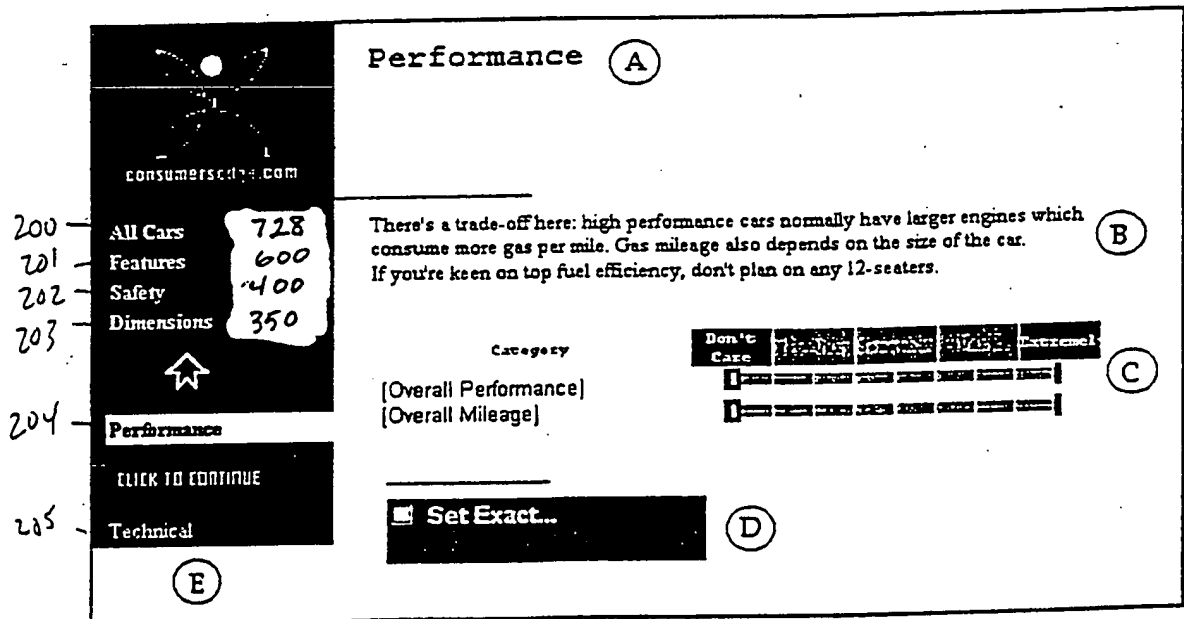 Performance A
consumersedge.com
200 All Cars 728
201 Features 600
202 Safety 400
203 Dimensions 350
There's a trade-off here: high performance cars normally have larger engines which
consume more gas per mile. Gas mileage also depends on the size of the car.
If you're keen on top fuel efficiency, don't plan on any 12-seaters.
B
Category
Don't Care
Extremely
C
[Overall Performance]
[Overall Mileage]
204 Performance
CLICK TO CONTINUE
Set Exact...
D
205 Technical
E